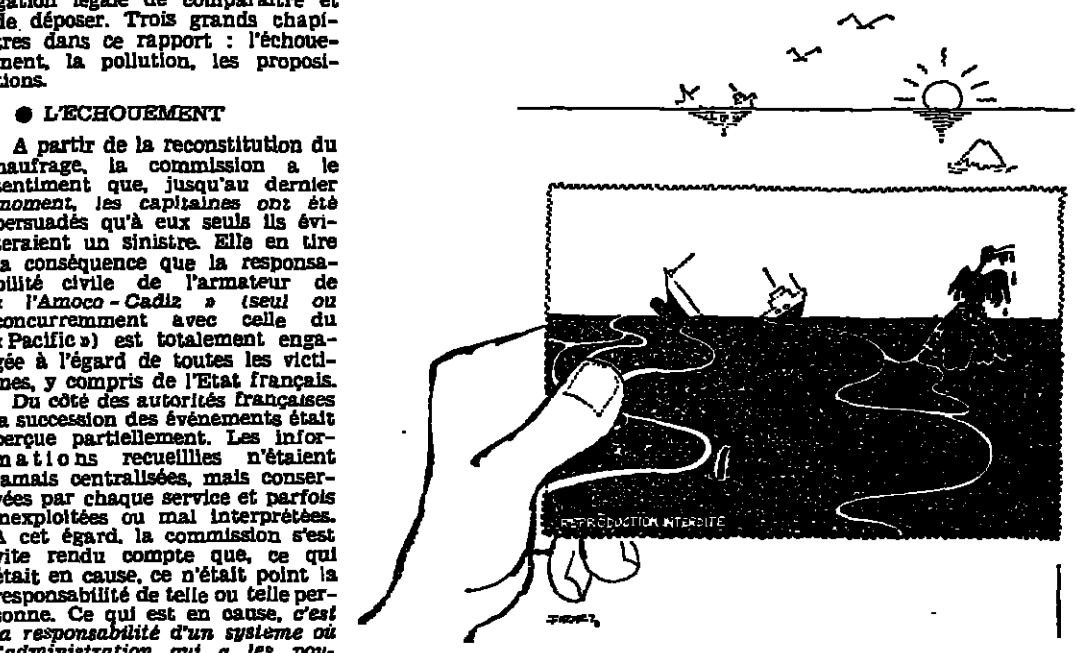 gation légale de comparaître et
de déposer. Trois grands chapi-
tres dans ce rapport : l'échoue-
ment, la pollution, les proposi-
tions.
● L'ECHOUEMENT
A partir de la reconstitution du
naufrage, la commission a le
sentiment que, jusqu'au dernier
moment, les capitaines ont été
persuadés qu'à eux seuls ils évi-
teraient un sinistre. Elle en tire
la conséquence que la responsa-
bilité civile de l'armateur de
« l'Amoco-Cadiz » (seul ou
concurremment avec celle du
« Pacific ») est totalement enga-
gée à l'égard de toutes les victi-
mes, y compris de l'Etat français.
Du côté des autorités françaises
la succession des événements était
perçue partiellement. Les infor-
mations recueillies n'étaient
jamais centralisées, mais conser-
vées par chaque service et parfois
inexploitées ou mal interprétées.
A cet égard, la commission s'est
vite rendu compte que, ce qui
était en cause, ce n'était point la
responsabilité de telle ou telle per-
sonne. Ce qui est en cause, c'est
la responsabilité d'un système où
l'administration qui a les pou-
REPRODUCTION INTERDITE